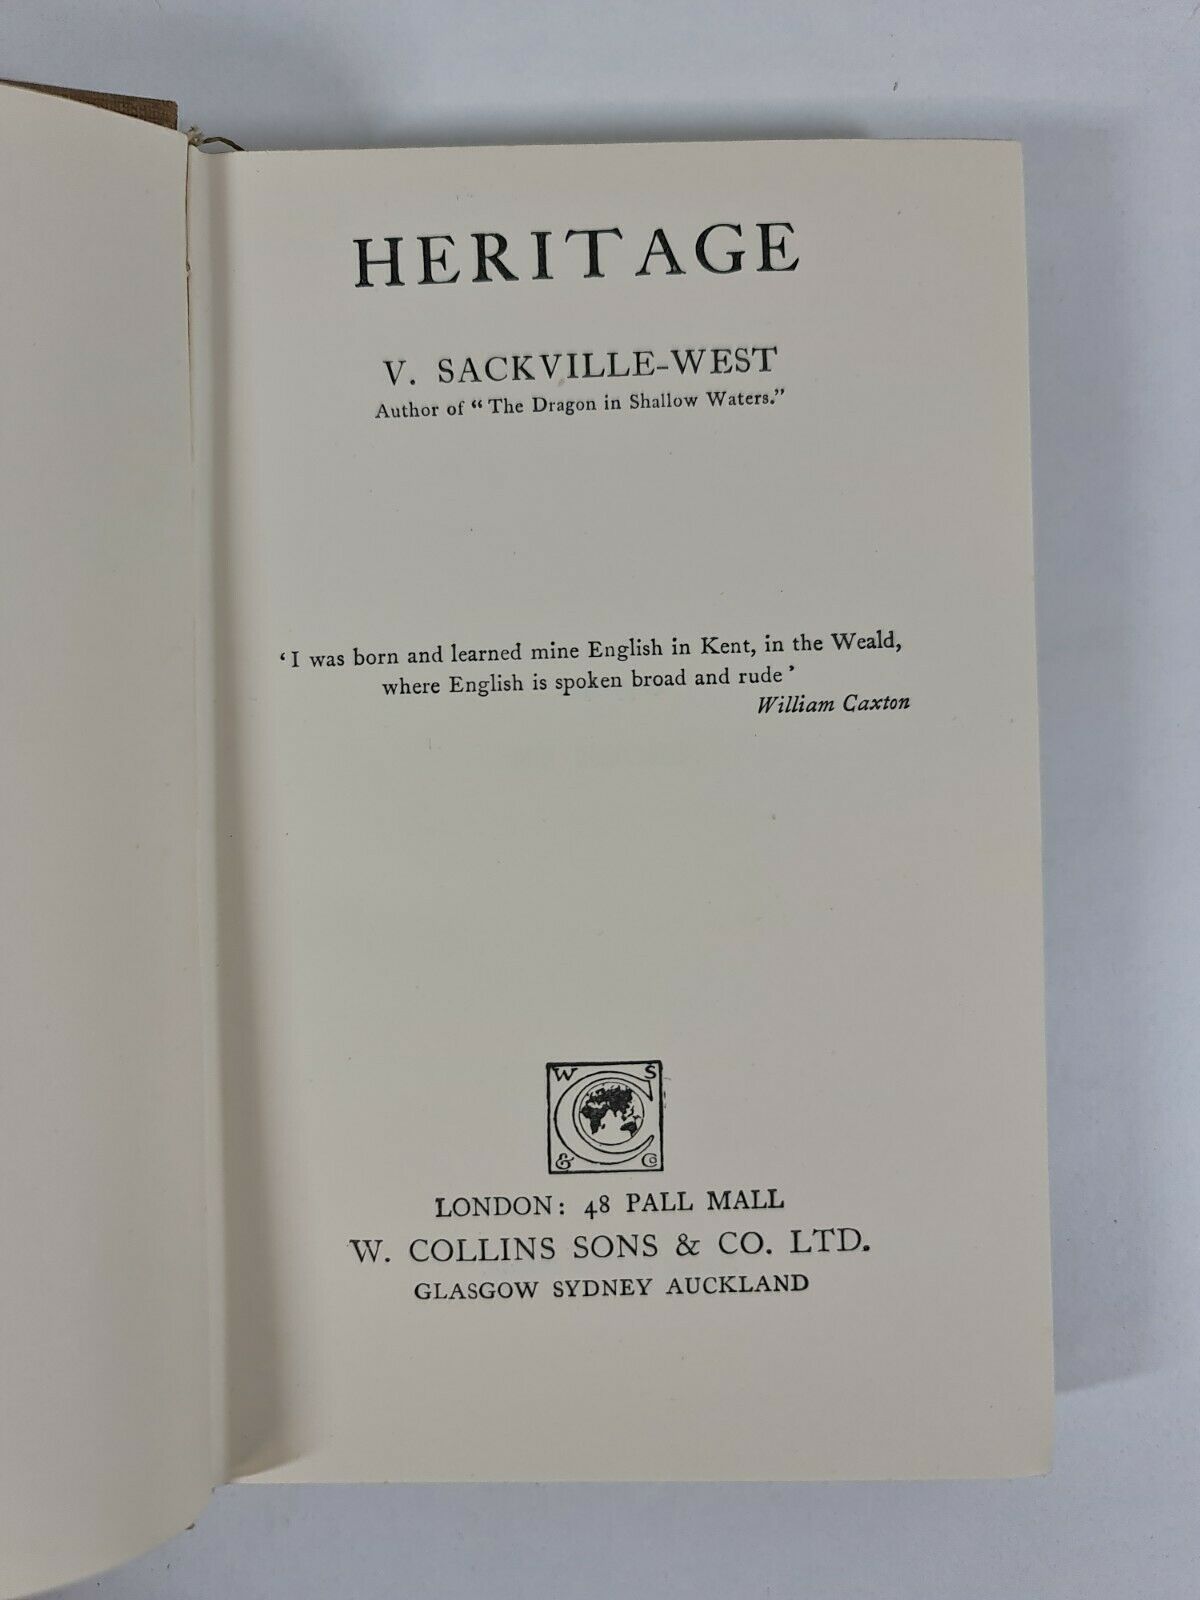 HERITAGE
V. SACKVILLE-WEST
Author of “The Dragon in Shallow Waters.”
‘I was born and learned mine English in Kent, in the Weald,
where English is spoken broad and rude’
William Caxton
W S
C
& Co
LONDON: 48 PALL MALL
W. COLLINS SONS & CO. LTD.
GLASGOW SYDNEY AUCKLAND